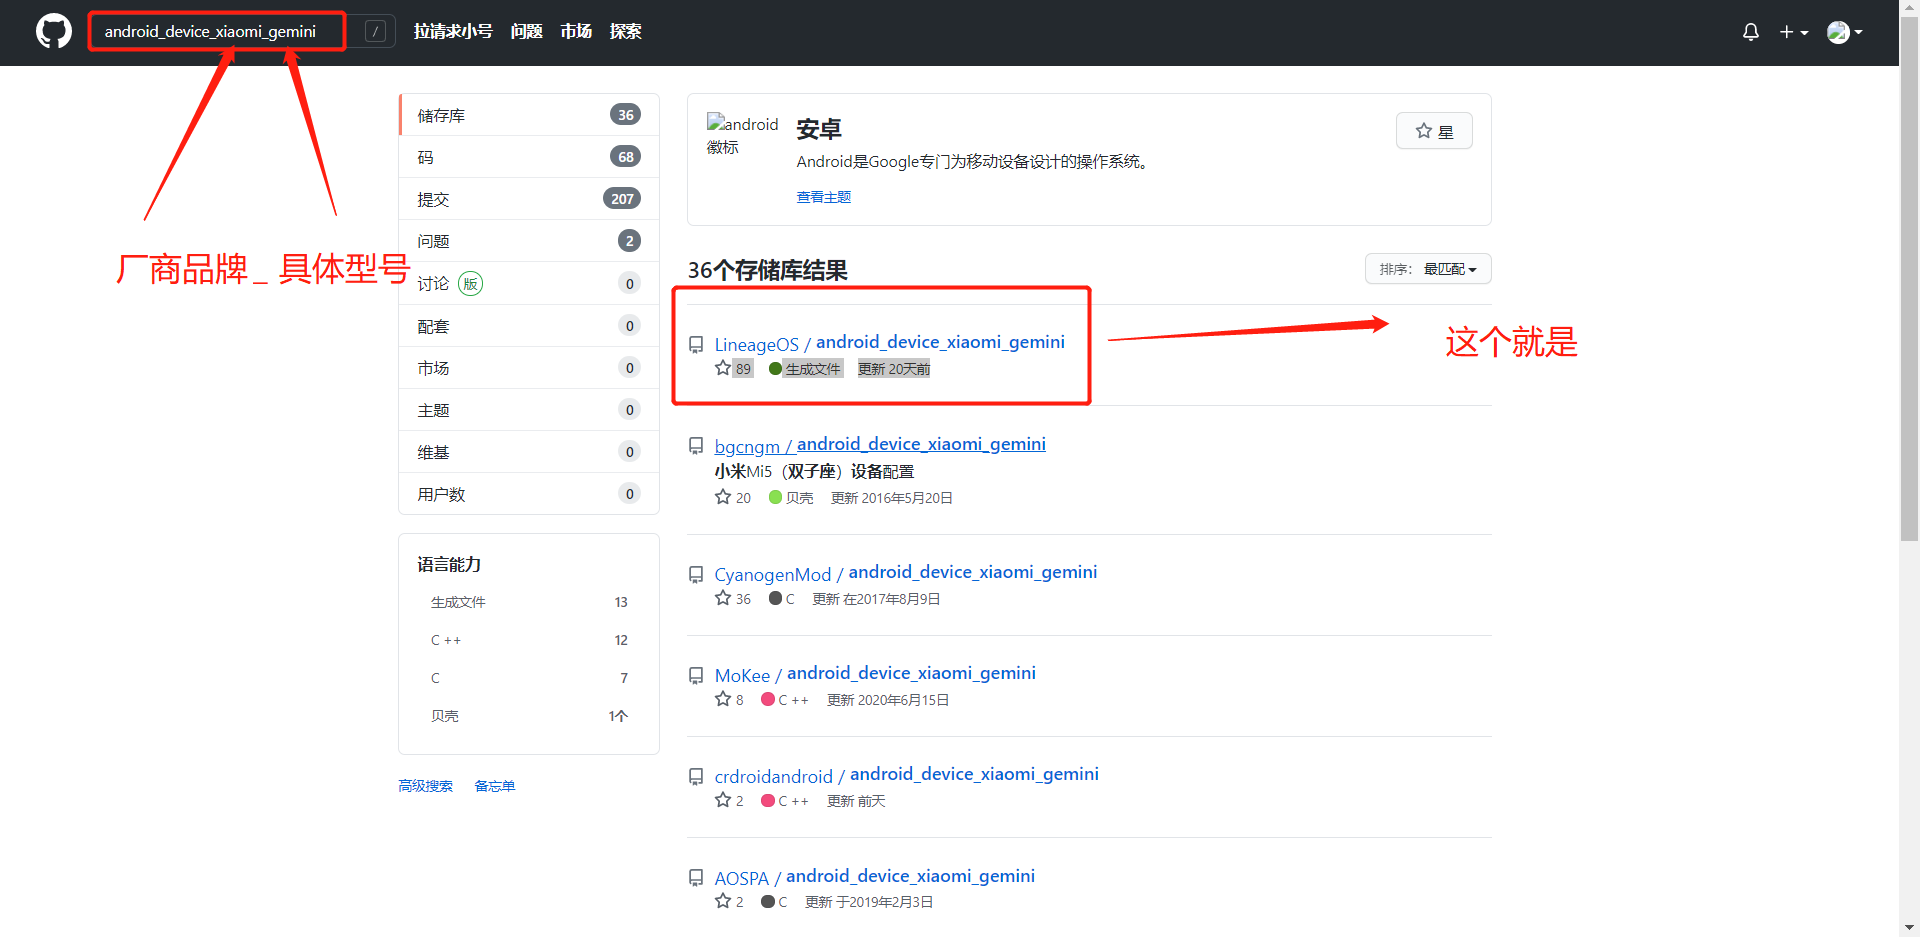 android_device_xiaomi_gemini / 拉请求小号 问题 市场 探索
厂商品牌_ 具体型号
储存库 36
码 68
提交 207
问题 2
讨论 版 0
配套 0
市场 0
主题 0
维基 0
用户数 0
语言能力
生成文件 13
C ++ 12
C 7
贝壳 1个
高级搜索 备忘单
android 徽标
安卓
星
Android是Google专门为移动设备设计的操作系统。
查看主题
36个存储库结果
排序： 最匹配
LineageOS / android_device_xiaomi_gemini
89 生成文件 更新 20天前
这个就是
bgcngm / android_device_xiaomi_gemini
小米Mi5（双子座）设备配置
20 贝壳 更新 2016年5月20日
CyanogenMod / android_device_xiaomi_gemini
36 C 更新 在2017年8月9日
MoKee / android_device_xiaomi_gemini
8 C ++ 更新 2020年6月15日
crdroidandroid / android_device_xiaomi_gemini
2 C ++ 更新 前天
AOSPA / android_device_xiaomi_gemini
2 C 更新 于2019年2月3日